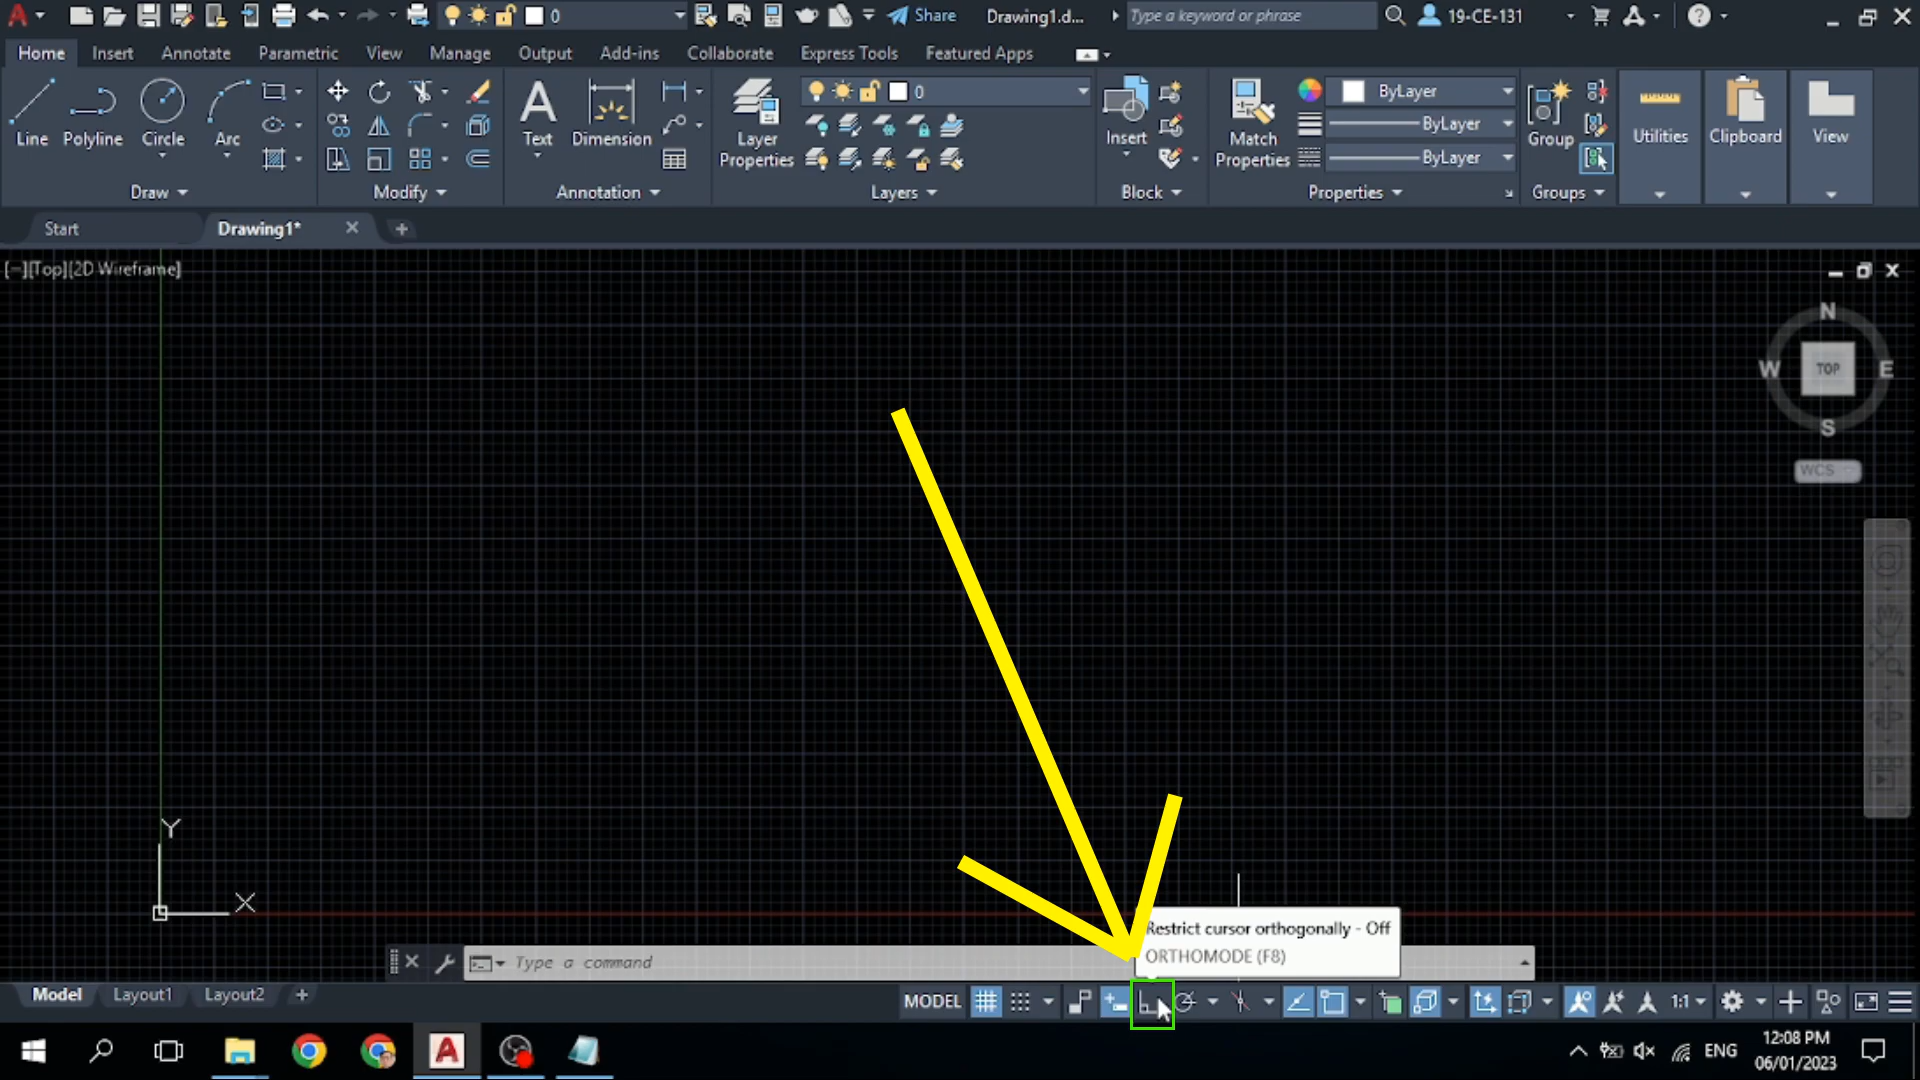 0
Share
Drawing1.d...
Type a keyword or phrase
19-CE-131
Home
Insert
Annotate
Parametric
View
Manage
Output
Add-ins
Collaborate
Express Tools
Featured Apps
Line
Polyline
Circle
Arc
Text
Dimension
Layer
Properties
0
Insert
Match
Properties
ByLayer
ByLayer
ByLayer
Group
Utilities
Clipboard
View
Draw
Modify
Annotation
Layers
Block
Properties
Groups
Start
Drawing1*
[−][Top][2D Wireframe]
N
W
TOP
E
S
WCS
Y
X
Restrict cursor orthogonally - Off
ORTHOMODE (F8)
Type a command
Model
Layout1
Layout2
MODEL
1:1
ENG
12:08 PM
06/01/2023